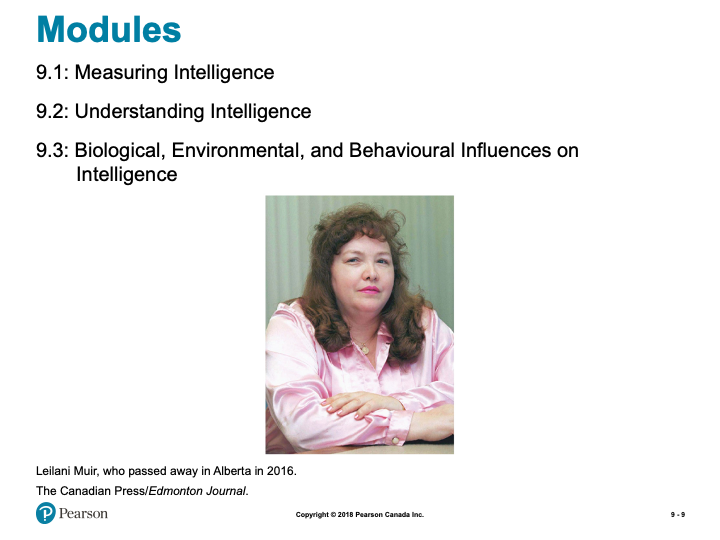 Modules
9.1: Measuring Intelligence
9.2: Understanding Intelligence
9.3: Biological, Environmental, and Behavioural Influences on
Intelligence
Leilani Muir, who passed away in Alberta in 2016.
The Canadian Press/Edmonton Journal.
P Pearson
Copyright © 2018 Pearson Canada Inc.
9 - 9